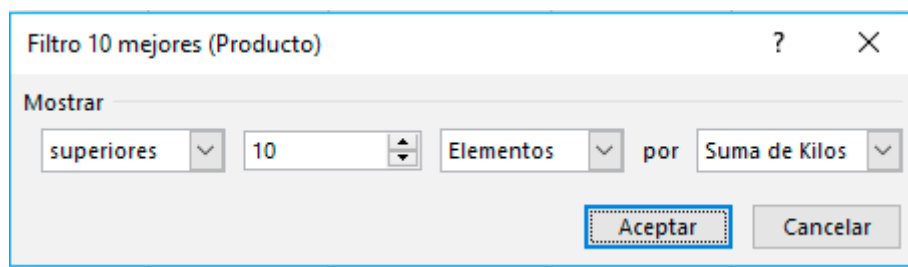 Filtro 10 mejores (Producto) ?
Mostrar
superiores 10 Elementos por Suma de Kilos
Aceptar Cancelar